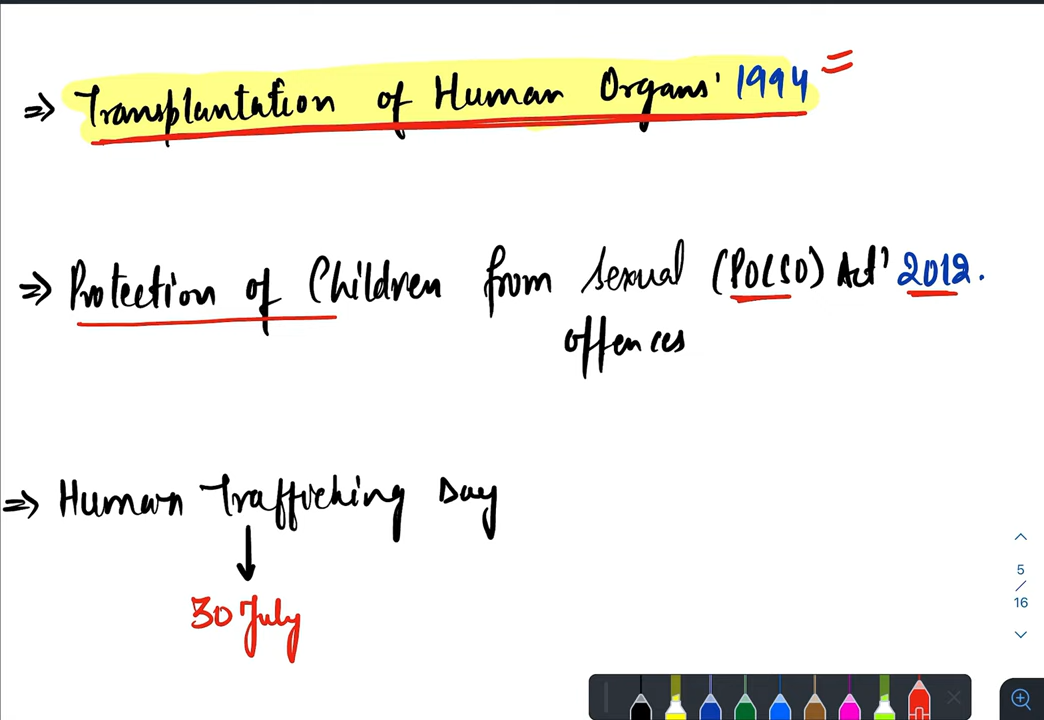 ⇒ Transplantation of Human Organs' 1994 =
⇒ Protection of Children from sexual (POCSO) Act' 2012.
offences
⇒ Human Trafficking Day
↓
30 July
5
/
16